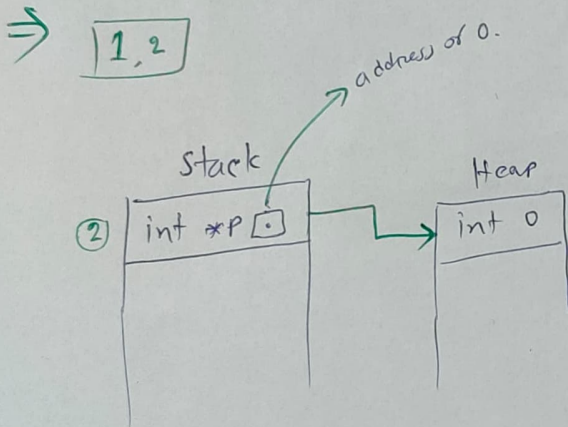 ⇒ 1,2
address of 0.
Stack
Heap
② int *P
int 0